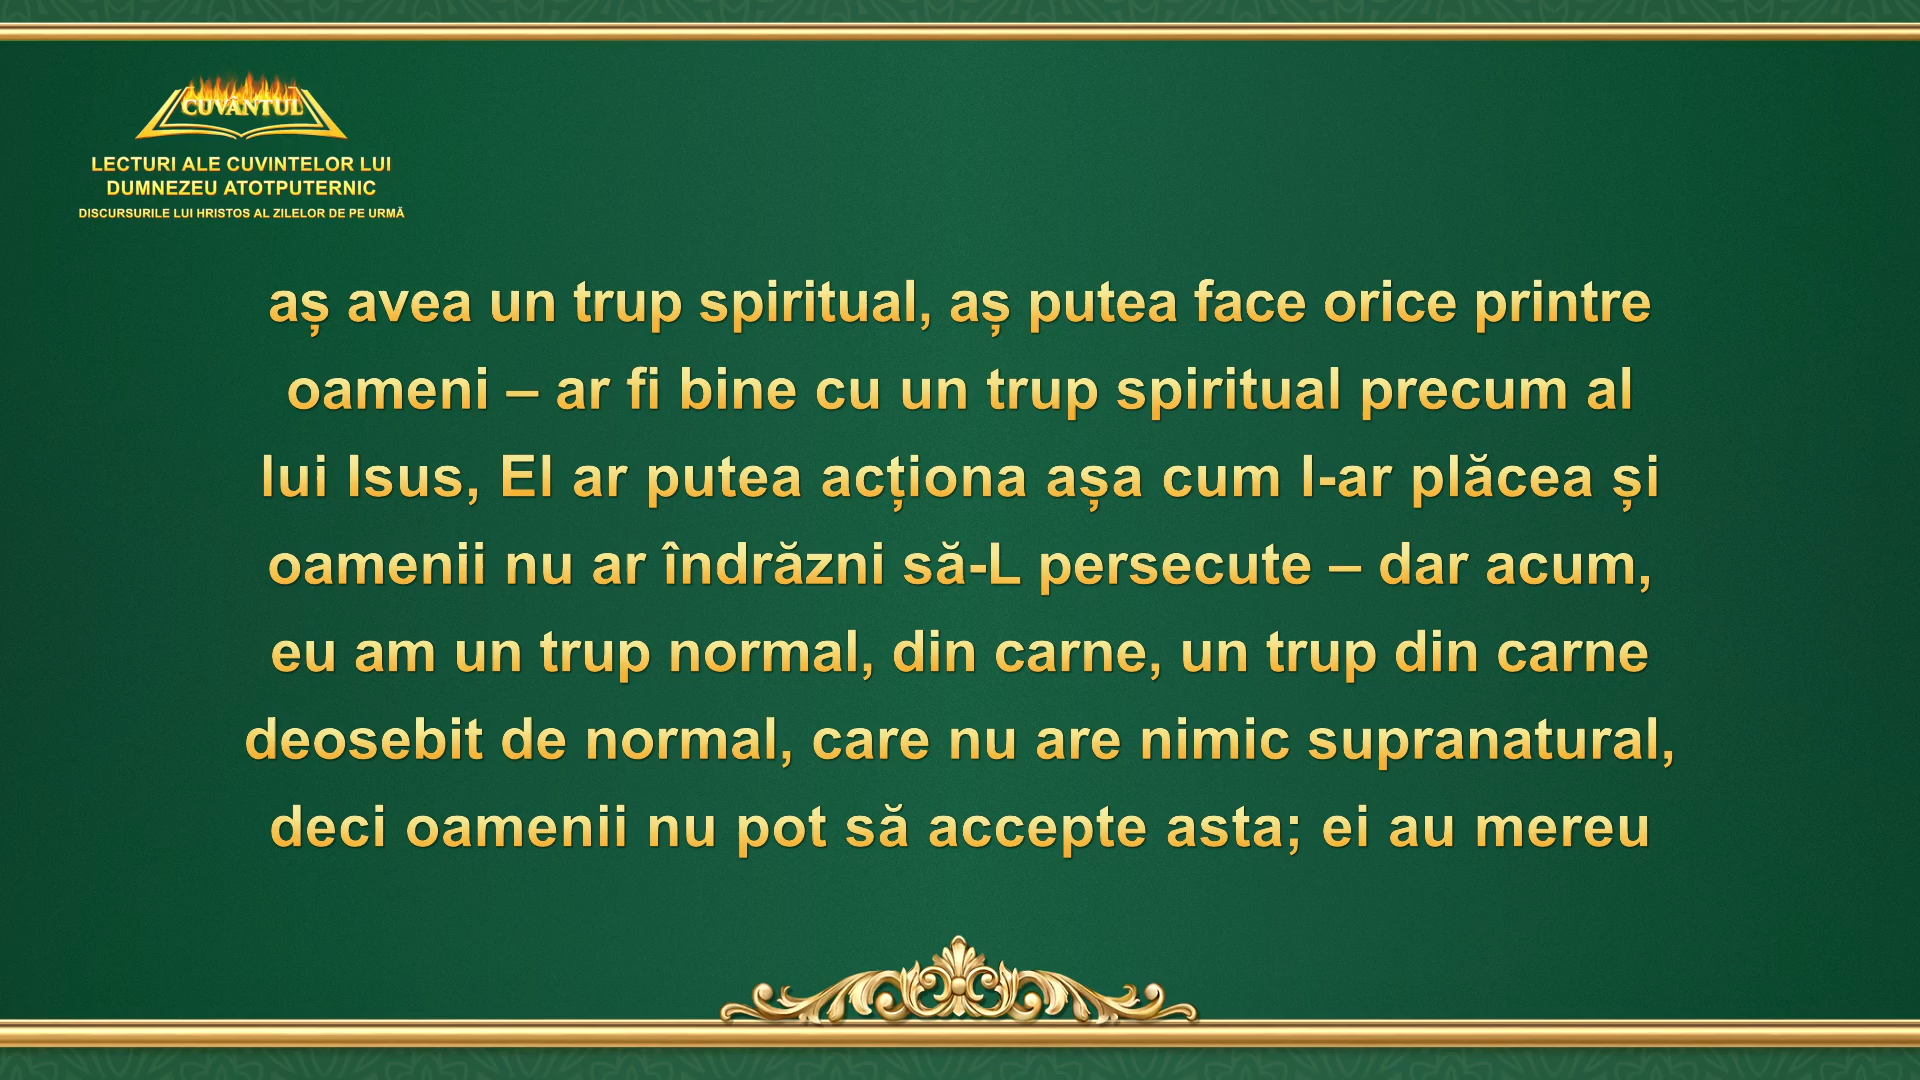 CUVÂNTUL
LECTURI ALE CUVINTELOR LUI
DUMNEZEU ATOTPUTERNIC
DISCURSURILE LUI HRISTOS AL ZILELOR DE PE URMĂ
aș avea un trup spiritual, aș putea face orice printre
oameni – ar fi bine cu un trup spiritual precum al
lui Isus, El ar putea acționa așa cum I-ar plăcea și
oamenii nu ar îndrăzni să-L persecute – dar acum,
eu am un trup normal, din carne, un trup din carne
deosebit de normal, care nu are nimic supranatural,
deci oamenii nu pot să accepte asta; ei au mereu